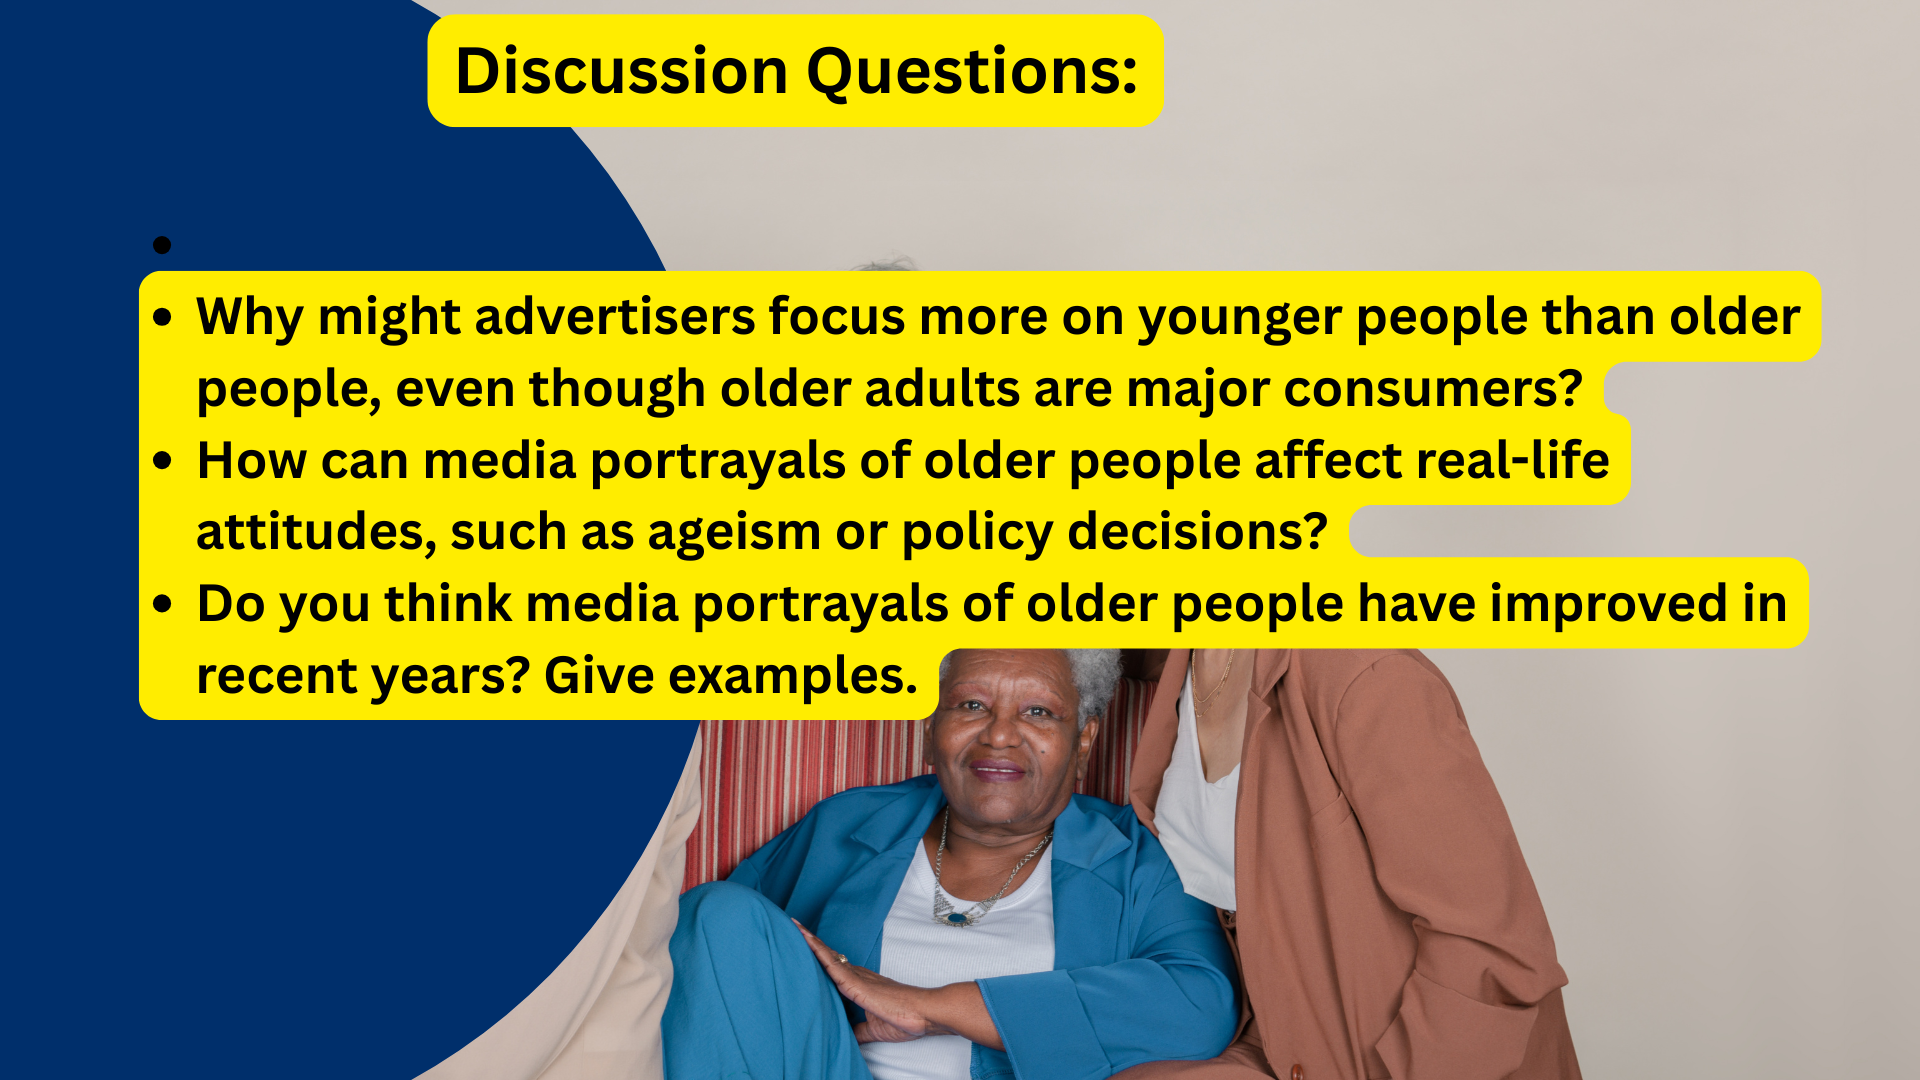 Discussion Questions:
•
• Why might advertisers focus more on younger people than older
people, even though older adults are major consumers?
• How can media portrayals of older people affect real-life
attitudes, such as ageism or policy decisions?
• Do you think media portrayals of older people have improved in
recent years? Give examples.